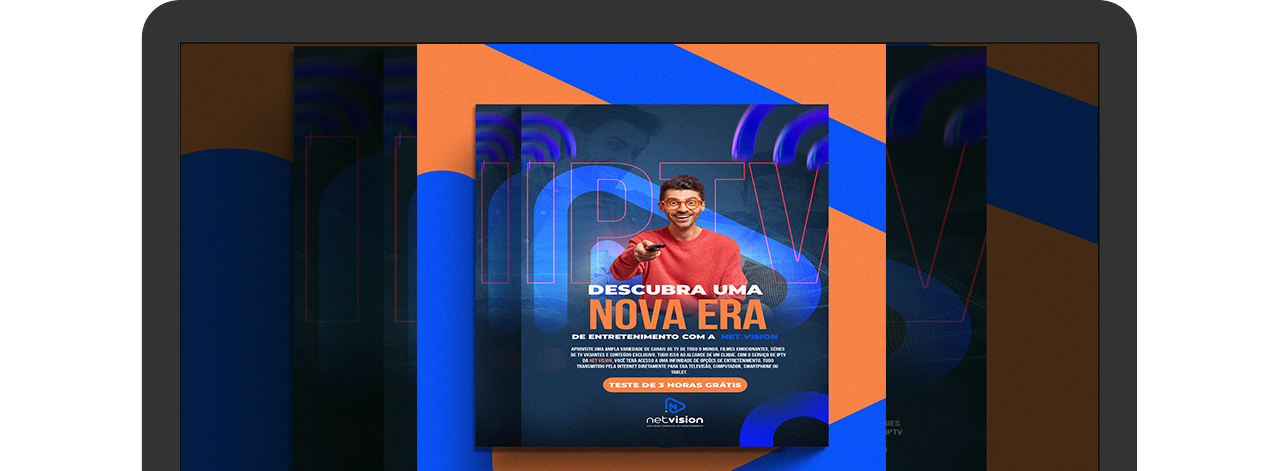 IPTV
DESCUBRA UMA
NOVA ERA
DE ENTRETENIMENTO COM A NET VISION
APROVEITE UMA AMPLA VARIEDADE DE CANAIS DE TV DE TODO O MUNDO, FILMES EMOCIONANTES, SÉRIES
DE TV VICIANTES E CONTEÚDO EXCLUSIVO, TUDO ISSO AO ALCANCE DE UM CLIQUE. COM O SERVIÇO DE IPTV
DA NET VISION, VOCÊ TERÁ ACESSO A UMA INFINIDADE DE OPÇÕES DE ENTRETENIMENTO, TUDO
TRANSMITIDO PELA INTERNET DIRETAMENTE PARA SUA TELEVISÃO, COMPUTADOR, SMARTPHONE OU
TABLET.
TESTE DE 3 HORAS GRÁTIS
netvision